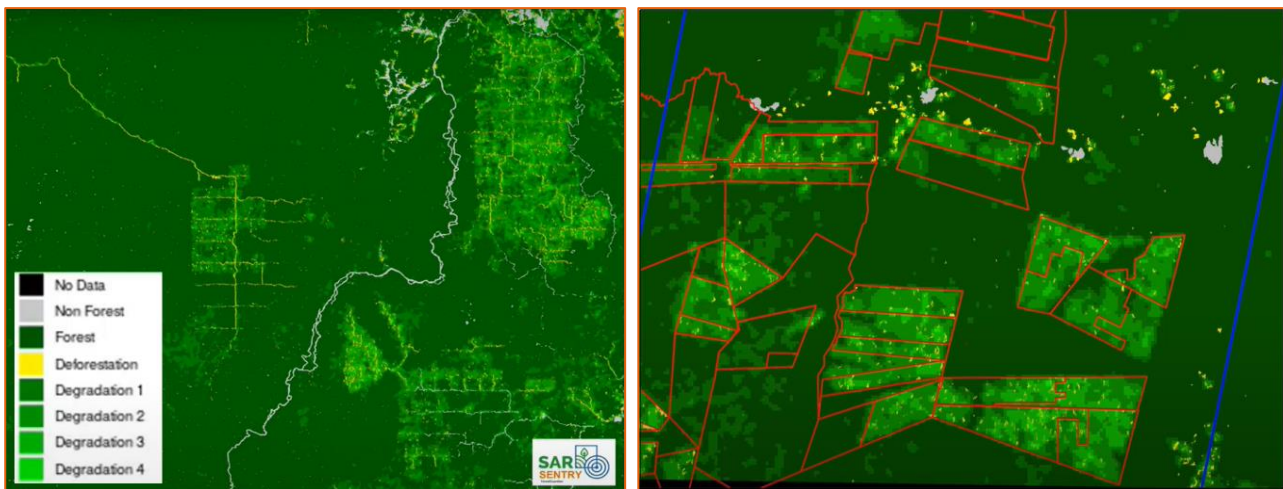 No Data
Non Forest
Forest
Deforestation
Degradation 1
Degradation 2
Degradation 3
Degradation 4
SAR
SENTRY